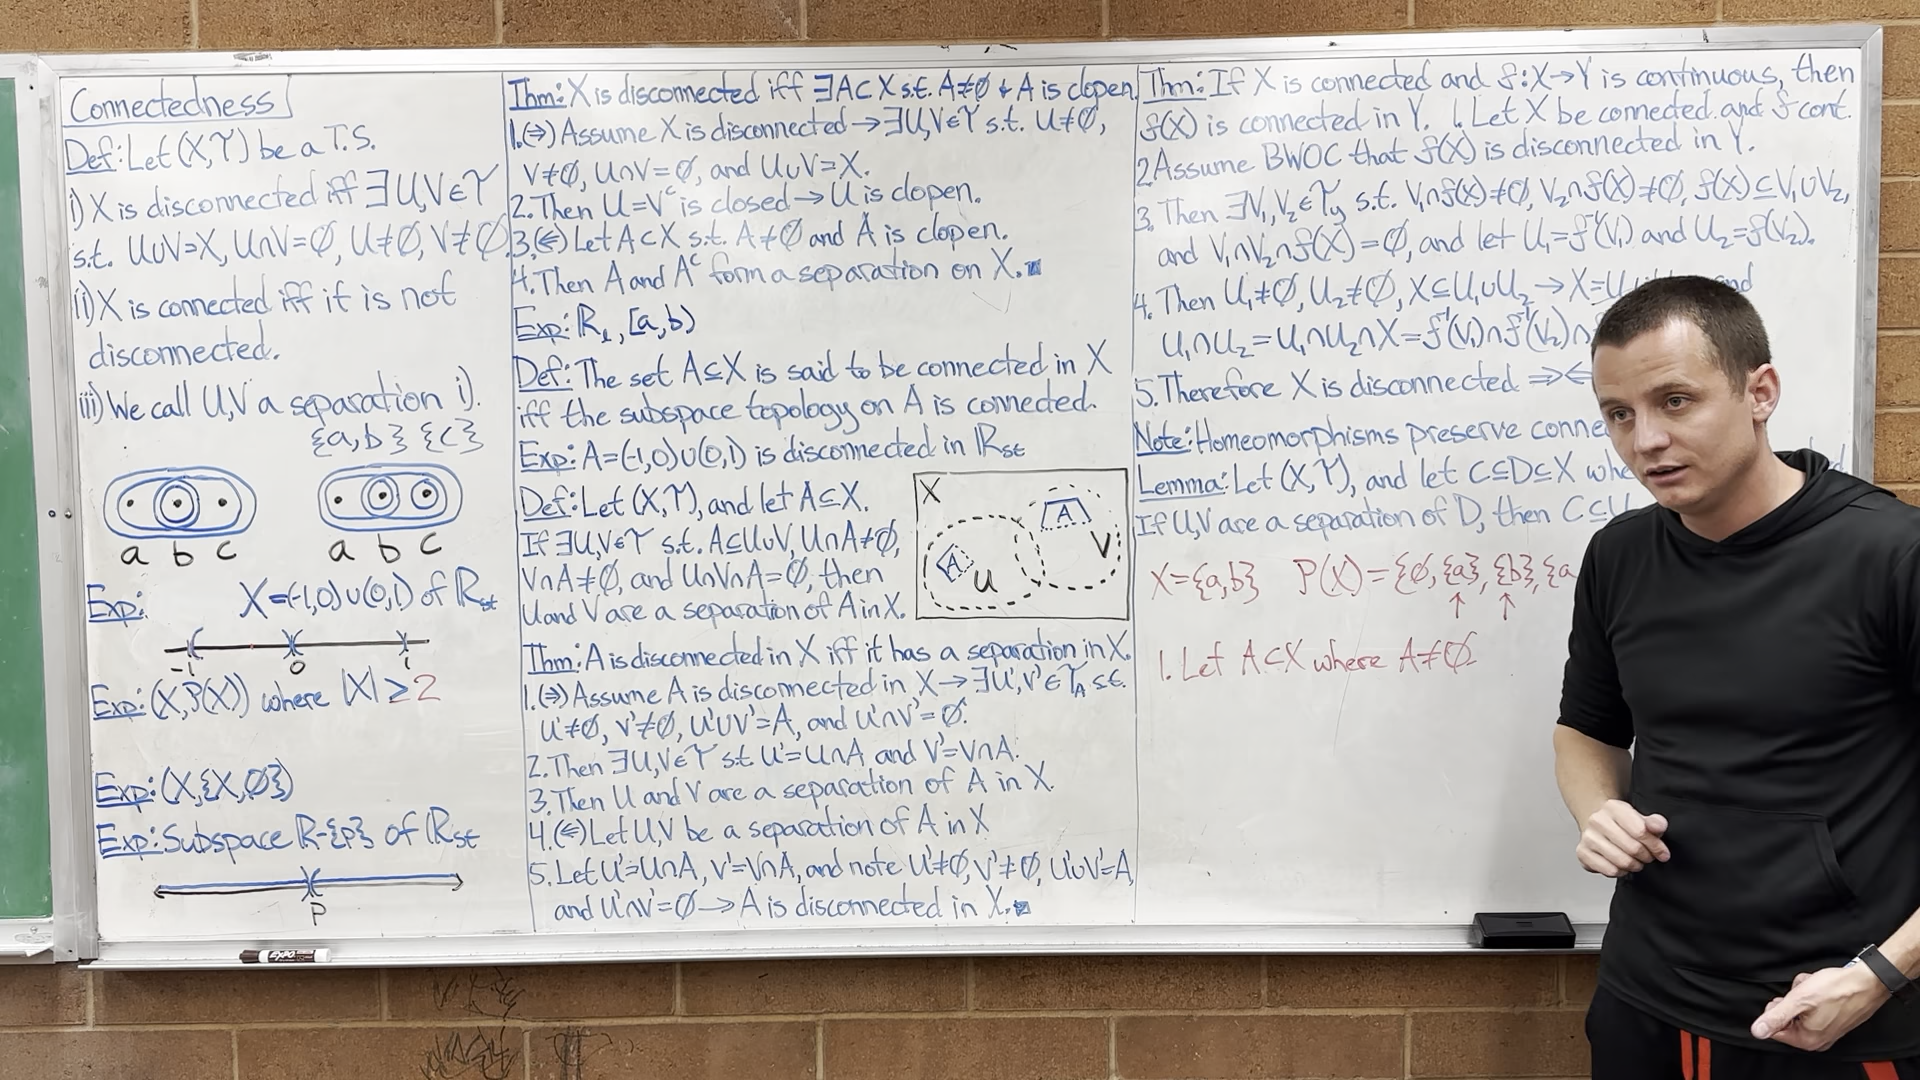 Connectedness
Def: Let (X,𝒯) be a T.S.
i) X is disconnected iff ∃U,V∈𝒯
s.t. U∪V=X, U∩V=∅, U≠∅, V≠∅.
ii) X is connected iff it is not
disconnected.
iii) We call U,V a separation i).
{a,b} {c}
a b c
a b c
Exp: X=(-1,0)∪(0,1) of ℝst
-1 0 1
Exp: (X,P(X)) where |X|≥2
Exp: (X,{X,∅})
Exp: Subspace ℝ-{p} of ℝst
P
Thm: X is disconnected iff ∃A⊂X s.t. A≠∅ & A is clopen.
1.(⇒) Assume X is disconnected → ∃U,V∈𝒯 s.t. U≠∅,
V≠∅, U∩V=∅, and U∪V=X.
2. Then U=Vᶜ is closed → U is clopen.
3.(⇐) Let A⊂X s.t. A≠∅ and A is clopen.
4. Then A and Aᶜ form a separation on X.
Exp: ℝℓ, [a,b)
Def: The set A⊆X is said to be connected in X
iff the subspace topology on A is connected.
Exp: A=(-1,0)∪(0,1) is disconnected in ℝst
Def: Let (X,𝒯), and let A⊆X.
If ∃U,V∈𝒯 s.t. A⊆U∪V, U∩A≠∅,
V∩A≠∅, and U∩V∩A=∅, then
U and V are a separation of A in X.
X
A
A
U
V
Thm: A is disconnected in X iff it has a separation in X.
1.(⇒) Assume A is disconnected in X → ∃U',V'∈𝒯A s.t.
U'≠∅, V'≠∅, U'∪V'=A, and U'∩V'=∅.
2. Then ∃U,V∈𝒯 s.t. U'=U∩A and V'=V∩A.
3. Then U and V are a separation of A in X.
4.(⇐) Let U,V be a separation of A in X
5. Let U'=U∩A, V'=V∩A, and note U'≠∅, V'≠∅, U'∪V'=A,
and U'∩V'=∅ → A is disconnected in X.
Thm: If X is connected and f:X→Y is continuous, then
f(X) is connected in Y. 1. Let X be connected and f cont.
2 Assume BWOC that f(X) is disconnected in Y.
3. Then ∃V₁,V₂∈𝒯y s.t. V₁∩f(X)≠∅, V₂∩f(X)≠∅, f(X)⊆V₁∪V₂,
and V₁∩V₂∩f(X)=∅, and let U₁=f⁻¹(V₁) and U₂=f⁻¹(V₂).
4. Then U₁≠∅, U₂≠∅, X⊆U₁∪U₂ → X=U
U₁∩U₂=U₁∩U₂∩X=f⁻¹(V₁)∩f⁻¹(V₂)∩
5. Therefore X is disconnected ⇒⇐
Note: Homeomorphisms preserve
Lemma: Let (X,𝒯), and let C⊆D⊆X
If U,V are a separation of D, then C⊆
X={a,b} P(X)={∅,{a},{b},{a
1. Let A⊂X where A≠∅
EXPO